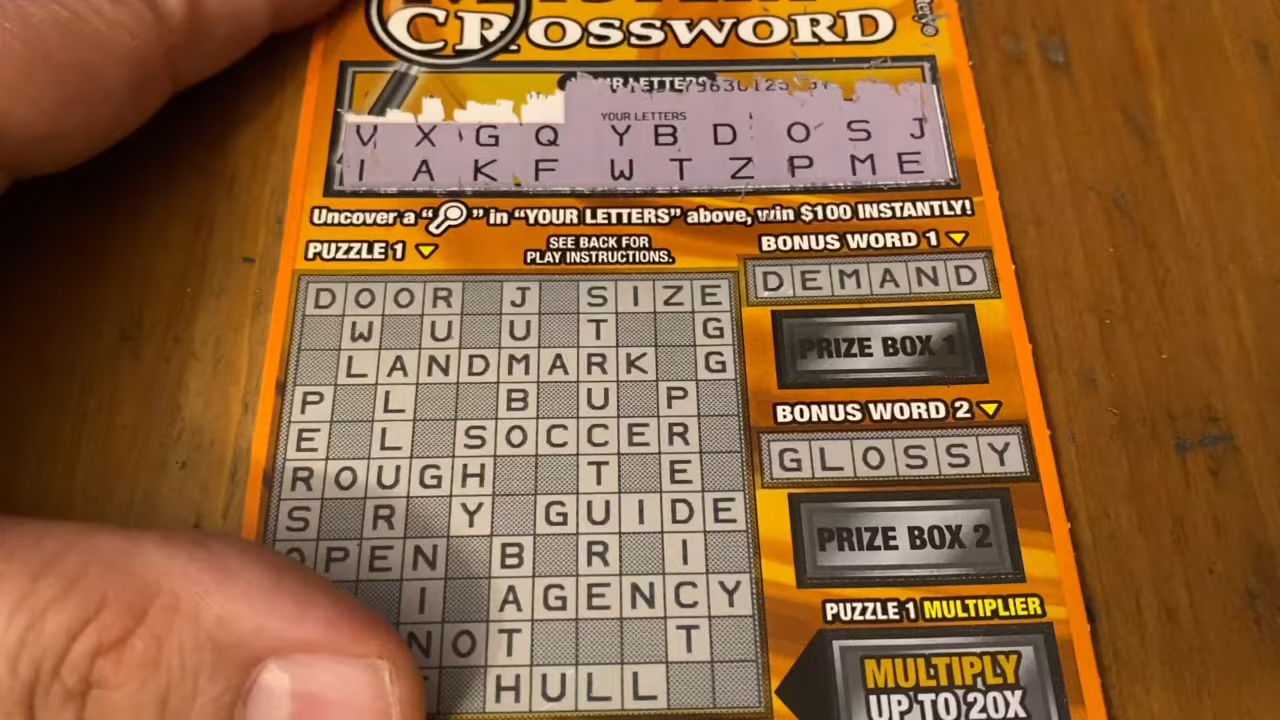 CROSSWORD
YOUR LETTERS
V X G Q Y B D O S J
I A K F W T Z P M E
UNCOVER A " " IN "YOUR LETTERS" ABOVE, WIN $100 INSTANTLY!
PUZZLE 1
SEE BACK FOR
PLAY INSTRUCTIONS.
BONUS WORD 1
DEMAND
PRIZE BOX 1
BONUS WORD 2
GLOSSY
PRIZE BOX 2
PUZZLE 1 MULTIPLIER
MULTIPLY
UP TO 20X
DOOR J SIZE
W U U T G
LANDMARK G
P L B U P
E L SOCCER
ROUGH T E
S R Y GUIDE
OPEN B R I
I AGENCY
NOT T
HULL